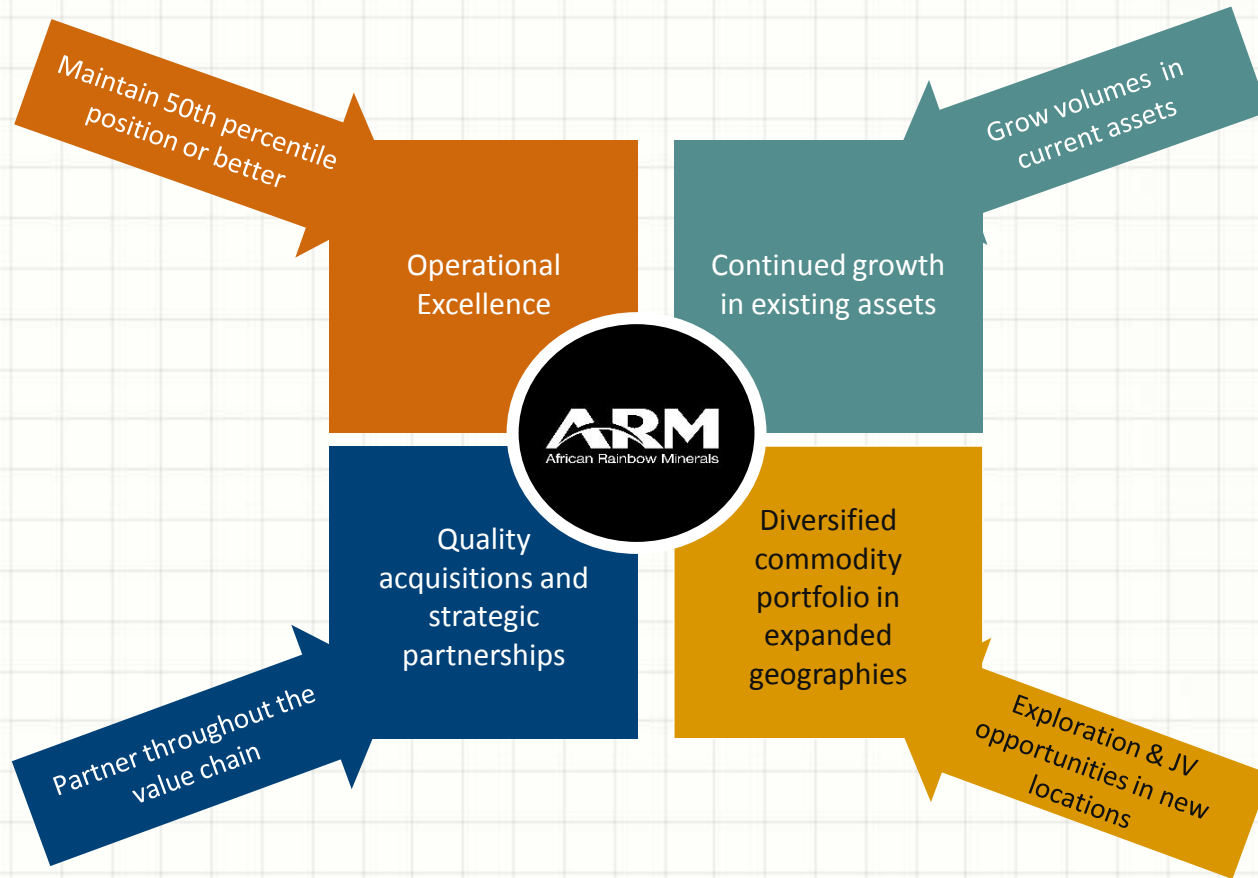 Maintain 50th percentile
position or better
Grow volumes in
current assets
Operational
Excellence
Continued growth
in existing assets
ARM
African Rainbow Minerals
Quality
acquisitions and
strategic
partnerships
Diversified
commodity
portfolio in
expanded
geographies
Partner throughout the
value chain
Exploration & JV
opportunities in new
locations